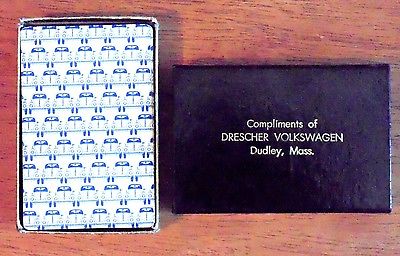 Compliments of
DRESCHER VOLKSWAGEN
Dudley, Mass.